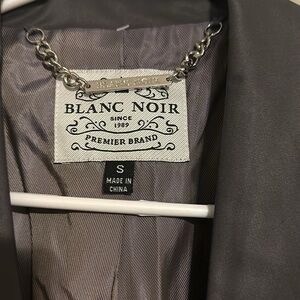 BLANC NOIR
SINCE
1989
PREMIER BRAND
S
MADE IN
CHINA